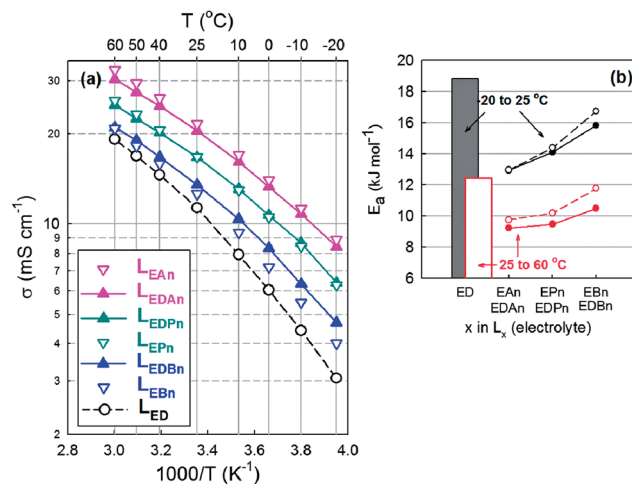 T (°C)
60 50 40 25 10 0 -10 -20
(a)
30
20
10
9
8
7
6
5
4
3
2
σ (mS cm⁻¹)
L_EAn
L_EDAn
L_EDPn
L_EPn
L_EDBn
L_EBn
L_ED
2.8 3.0 3.2 3.4 3.6 3.8 4.0
1000/T (K⁻¹)
(b)
20
18
16
14
12
10
8
6
E_a (kJ mol⁻¹)
-20 to 25 °C
25 to 60 °C
ED EAn EPn EBn
EDAn EDPn EDBn
x in L_x (electrolyte)